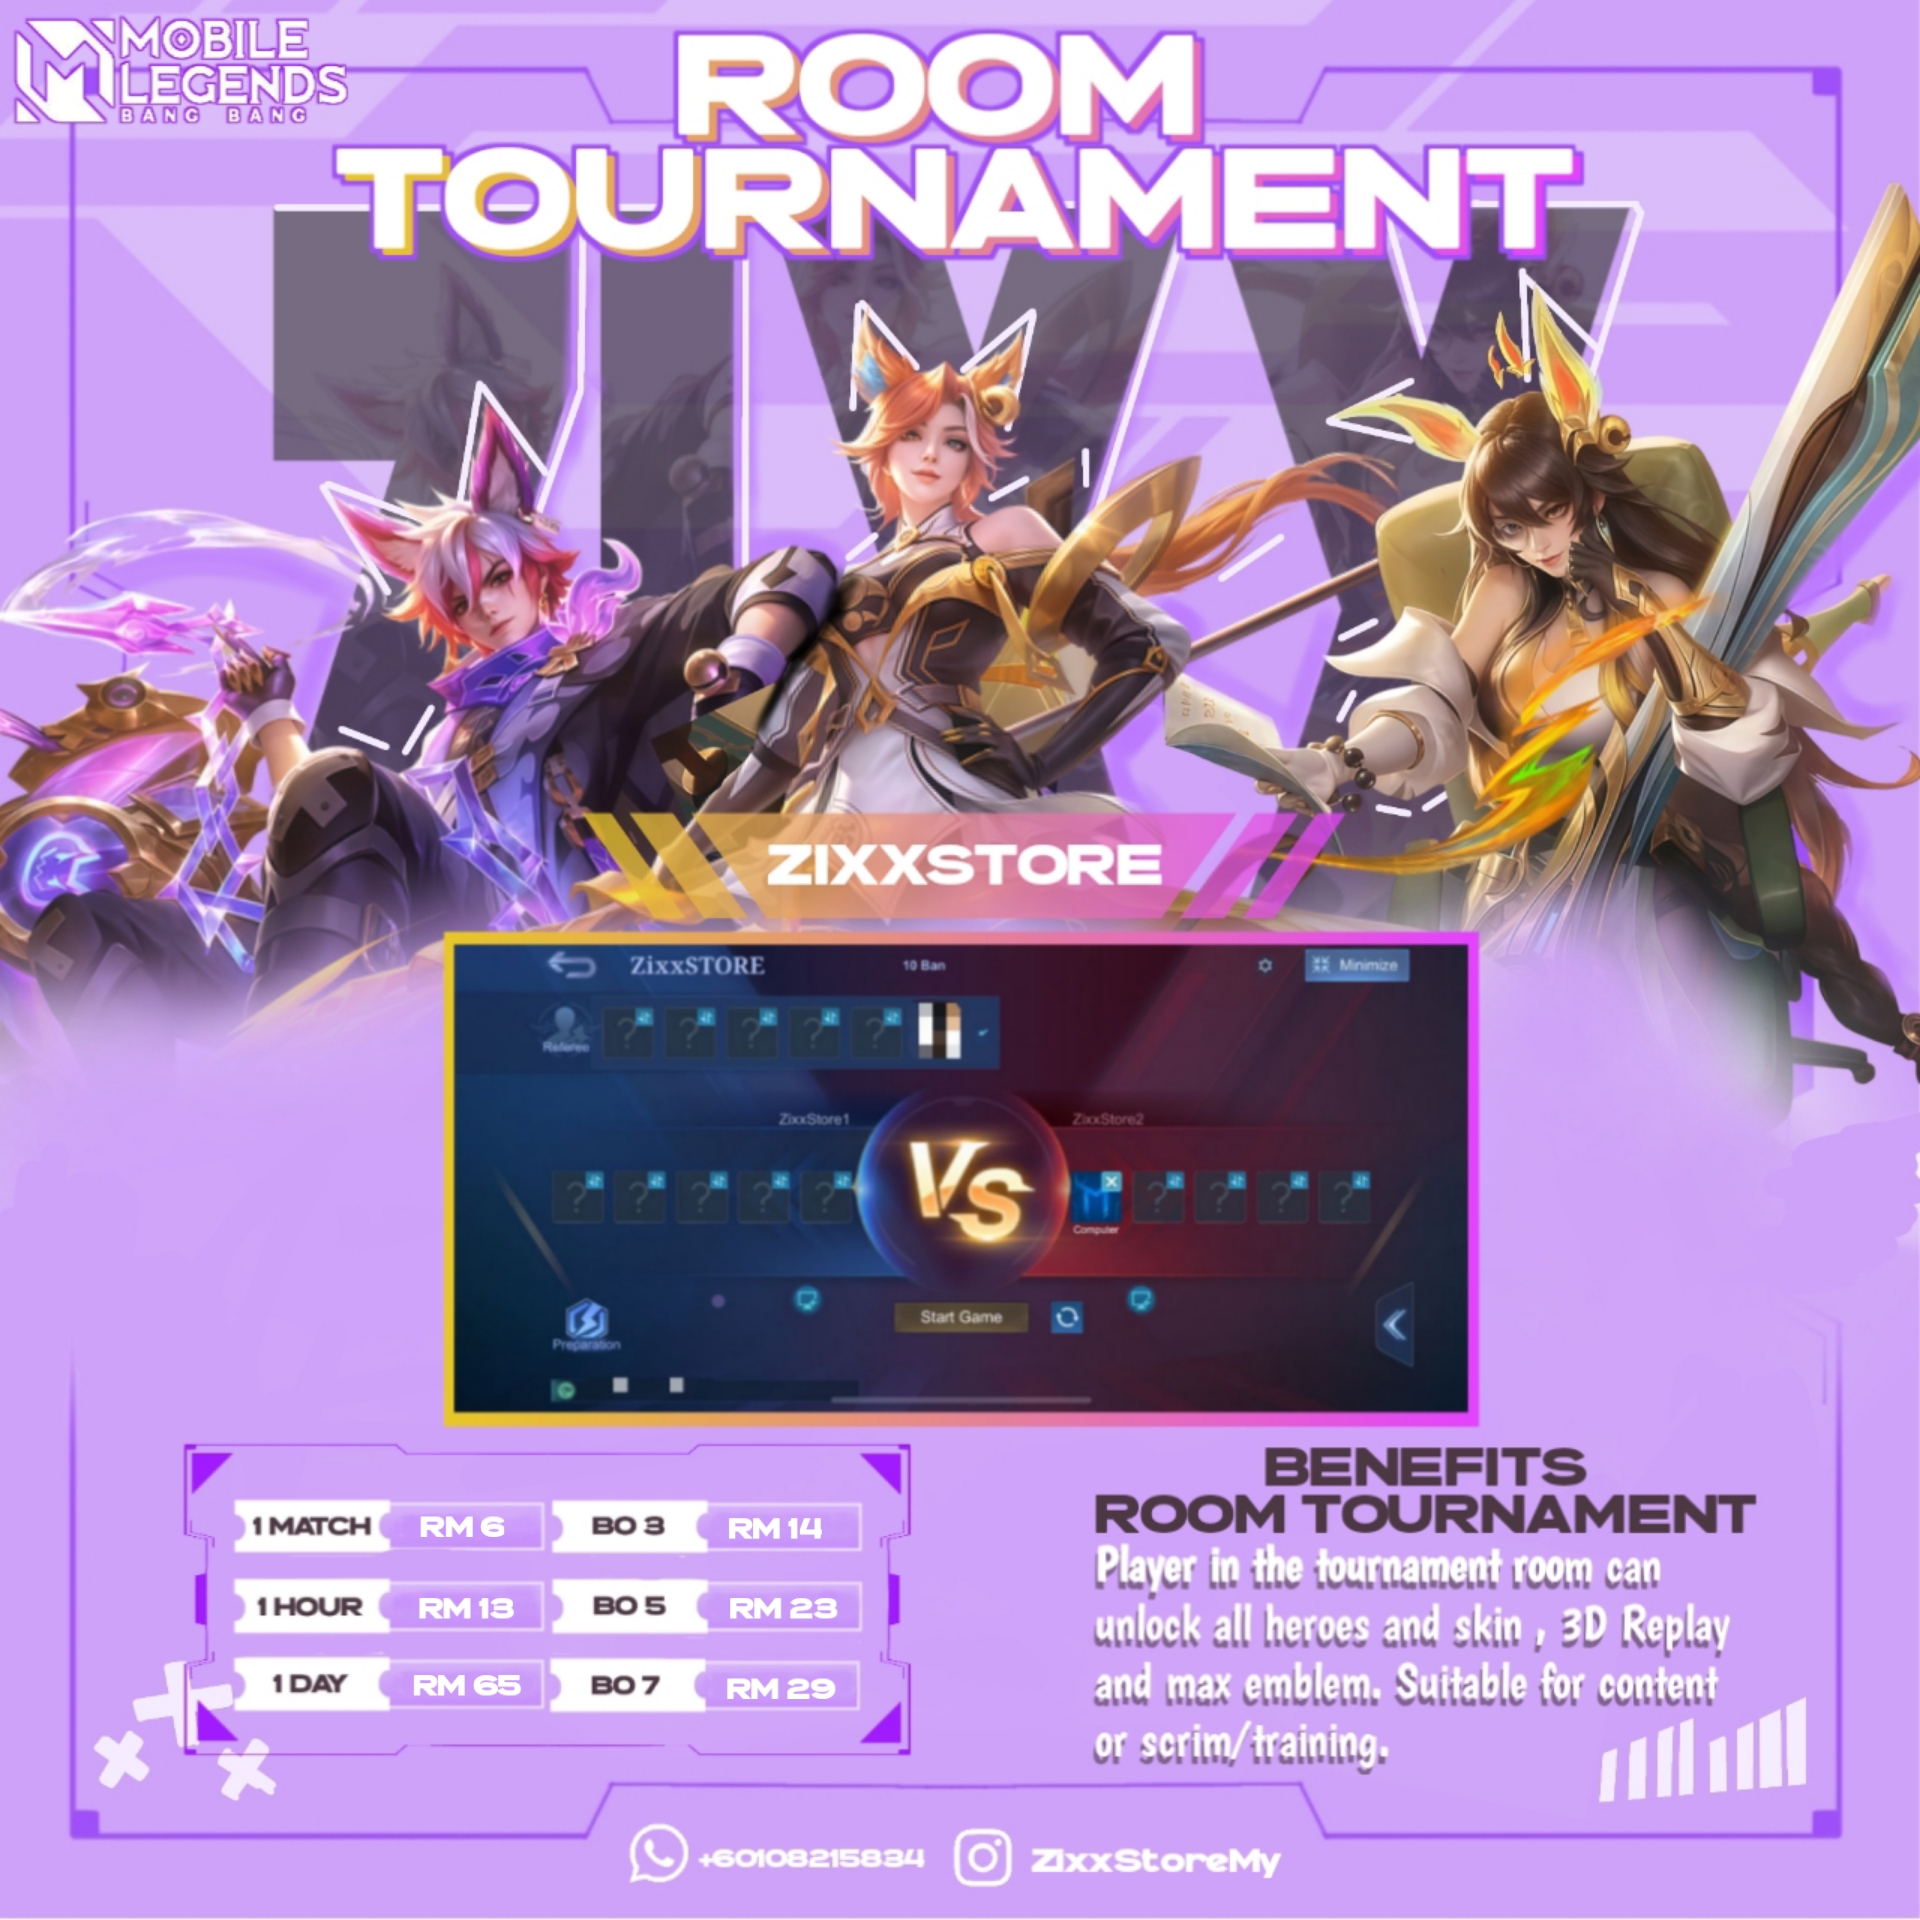 MOBILE
LEGENDS
BANG BANG
ROOM
TOURNAMENT
ZIXXSTORE
ZixxSTORE
10 Ban
Minimize
Referee
ZixxStore1
ZixxStore2
VS
Computer
Start Game
Preparation
1 MATCH RM 6 BO 3 RM 14
1 HOUR RM 13 BO 5 RM 23
1 DAY RM 65 BO 7 RM 29
BENEFITS
ROOM TOURNAMENT
Player in the tournament room can
unlock all heroes and skin , 3D Replay
and max emblem. Suitable for content
or scrim/training.
+60108215834 ZIxxStoreMy